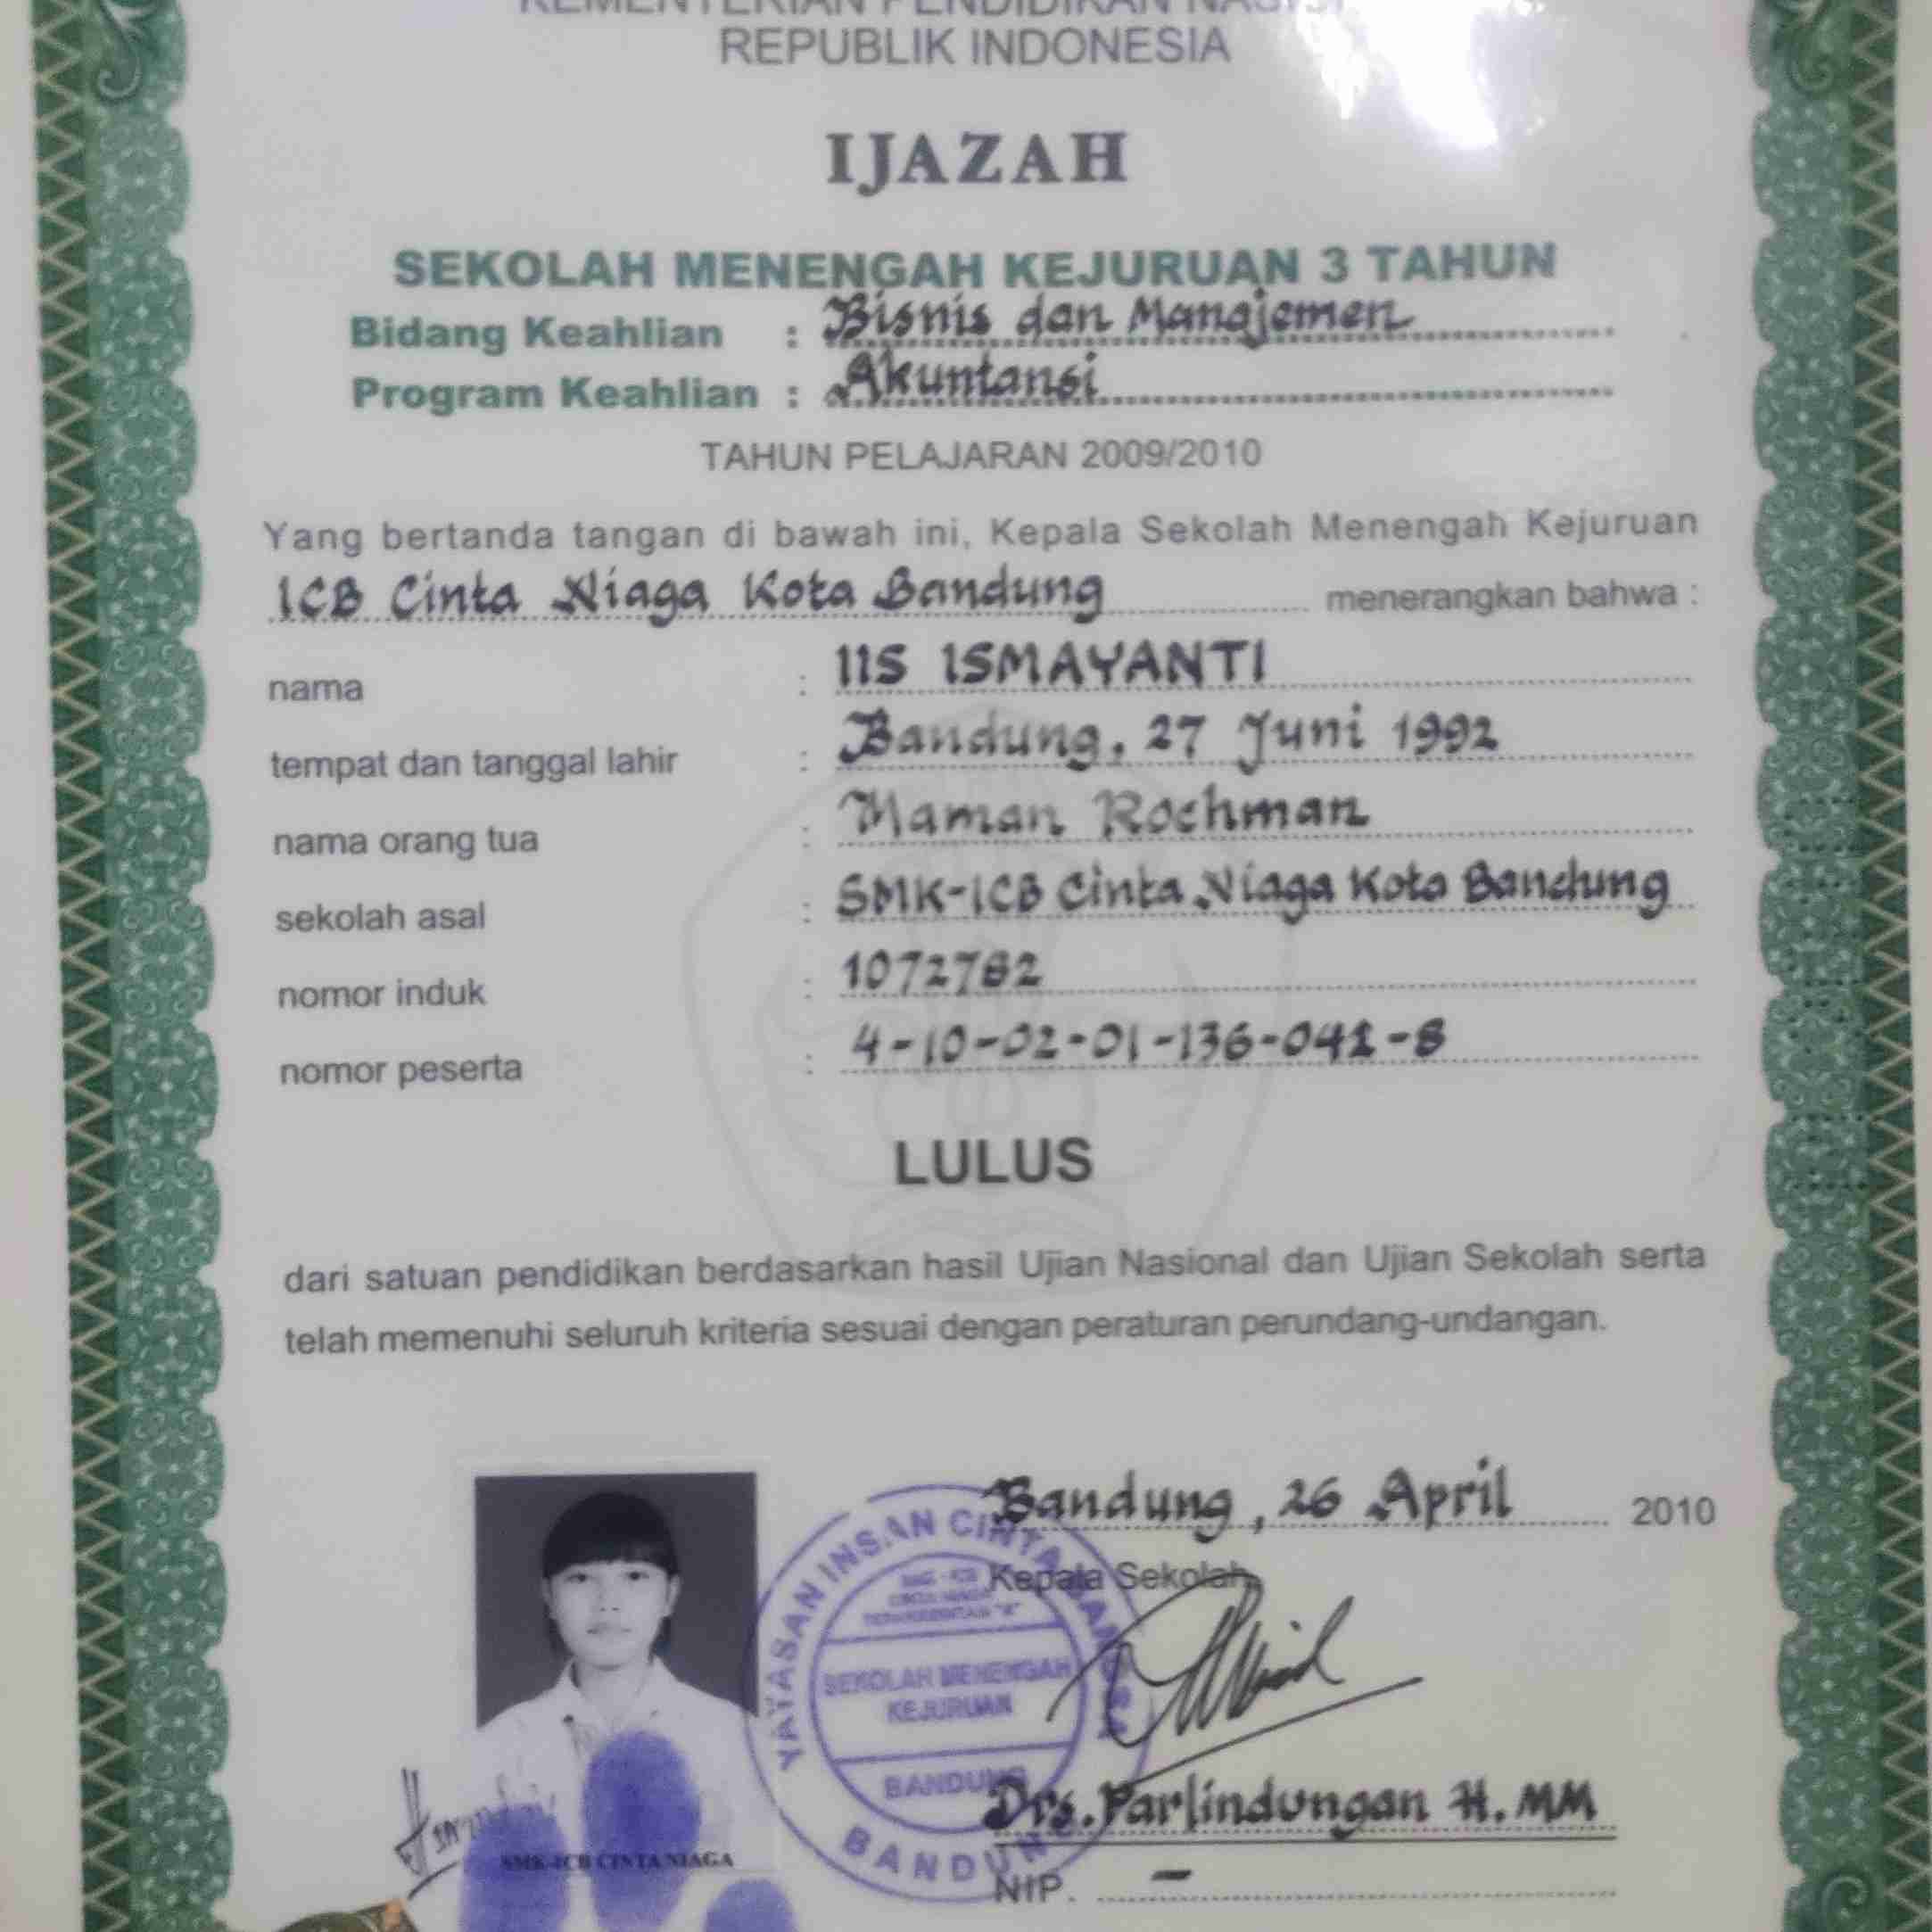 KEMENTERIAN PENDIDIKAN
REPUBLIK INDONESIA
IJAZAH
SEKOLAH MENENGAH KEJURUAN 3 TAHUN
Bidang Keahlian : Bisnis dan Manajemen
Program Keahlian : Akuntansi
TAHUN PELAJARAN 2009/2010
Yang bertanda tangan di bawah ini, Kepala Sekolah Menengah Kejuruan
ICB Cinta Niaga Kota Bandung menerangkan bahwa :
nama : IIS ISMAYANTI
tempat dan tanggal lahir : Bandung, 27 Juni 1992
nama orang tua : Maman Rochman
sekolah asal : SMK-ICB Cinta Niaga Kota Bandung
nomor induk : 1072782
nomor peserta : 4-10-02-01-136-041-8
LULUS
dari satuan pendidikan berdasarkan hasil Ujian Nasional dan Ujian Sekolah serta
telah memenuhi seluruh kriteria sesuai dengan peraturan perundang-undangan.
Bandung, 26 April 2010
Kepala Sekolah,
YAYASAN INSAN CINTA BANGSA
SEKOLAH MENENGAH
KEJURUAN
BANDUNG
BANDUNG
Drs. Parlindungan H. MM
SMK-ICB CINTA NIAGA
NIP. -